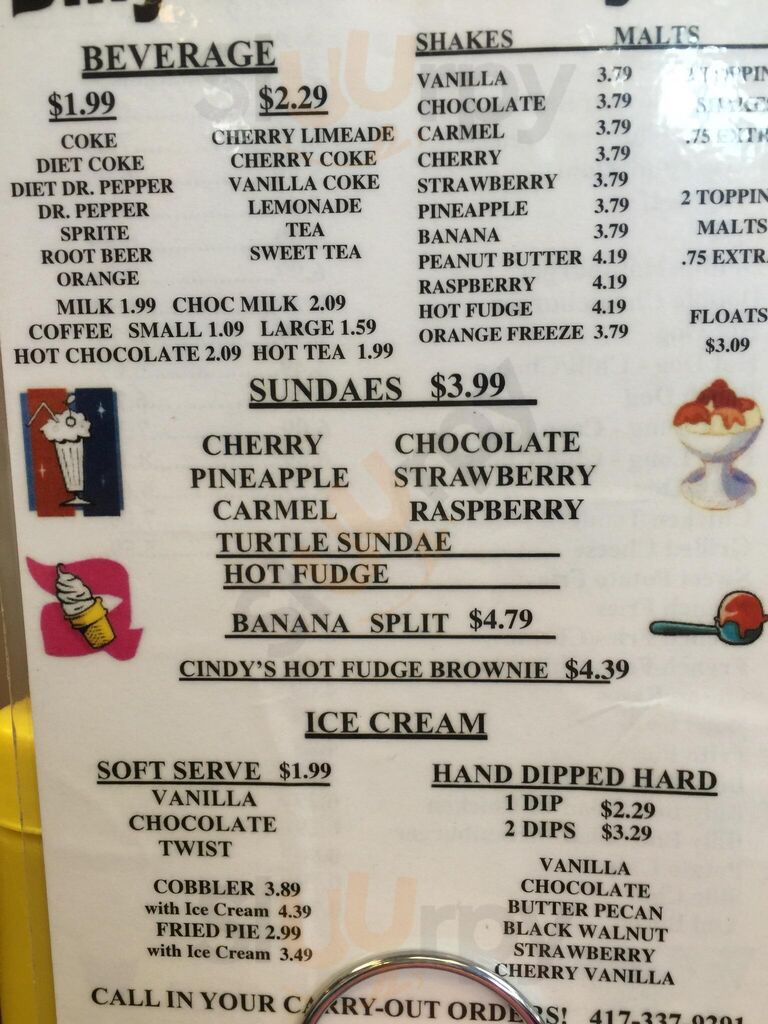 BEVERAGE
$1.99 $2.29
COKE CHERRY LIMEADE
DIET COKE CHERRY COKE
DIET DR. PEPPER VANILLA COKE
DR. PEPPER LEMONADE
SPRITE TEA
ROOT BEER SWEET TEA
ORANGE
MILK 1.99 CHOC MILK 2.09
COFFEE SMALL 1.09 LARGE 1.59
HOT CHOCOLATE 2.09 HOT TEA 1.99
SHAKES MALTS
VANILLA 3.79
CHOCOLATE 3.79
CARMEL 3.79
CHERRY 3.79
STRAWBERRY 3.79
PINEAPPLE 3.79
BANANA 3.79
PEANUT BUTTER 4.19
RASPBERRY 4.19
HOT FUDGE 4.19
ORANGE FREEZE 3.79
.75 EXTR
2 TOPPIN
MALTS
.75 EXTR
FLOATS
$3.09
SUNDAES $3.99
CHERRY CHOCOLATE
PINEAPPLE STRAWBERRY
CARMEL RASPBERRY
TURTLE SUNDAE
HOT FUDGE
BANANA SPLIT $4.79
CINDY'S HOT FUDGE BROWNIE $4.39
ICE CREAM
SOFT SERVE $1.99
VANILLA
CHOCOLATE
TWIST
COBBLER 3.89
with Ice Cream 4.39
FRIED PIE 2.99
with Ice Cream 3.49
HAND DIPPED HARD
1 DIP $2.29
2 DIPS $3.29
VANILLA
CHOCOLATE
BUTTER PECAN
BLACK WALNUT
STRAWBERRY
CHERRY VANILLA
CALL IN YOUR CARRY-OUT ORDERS! 417-337-9291